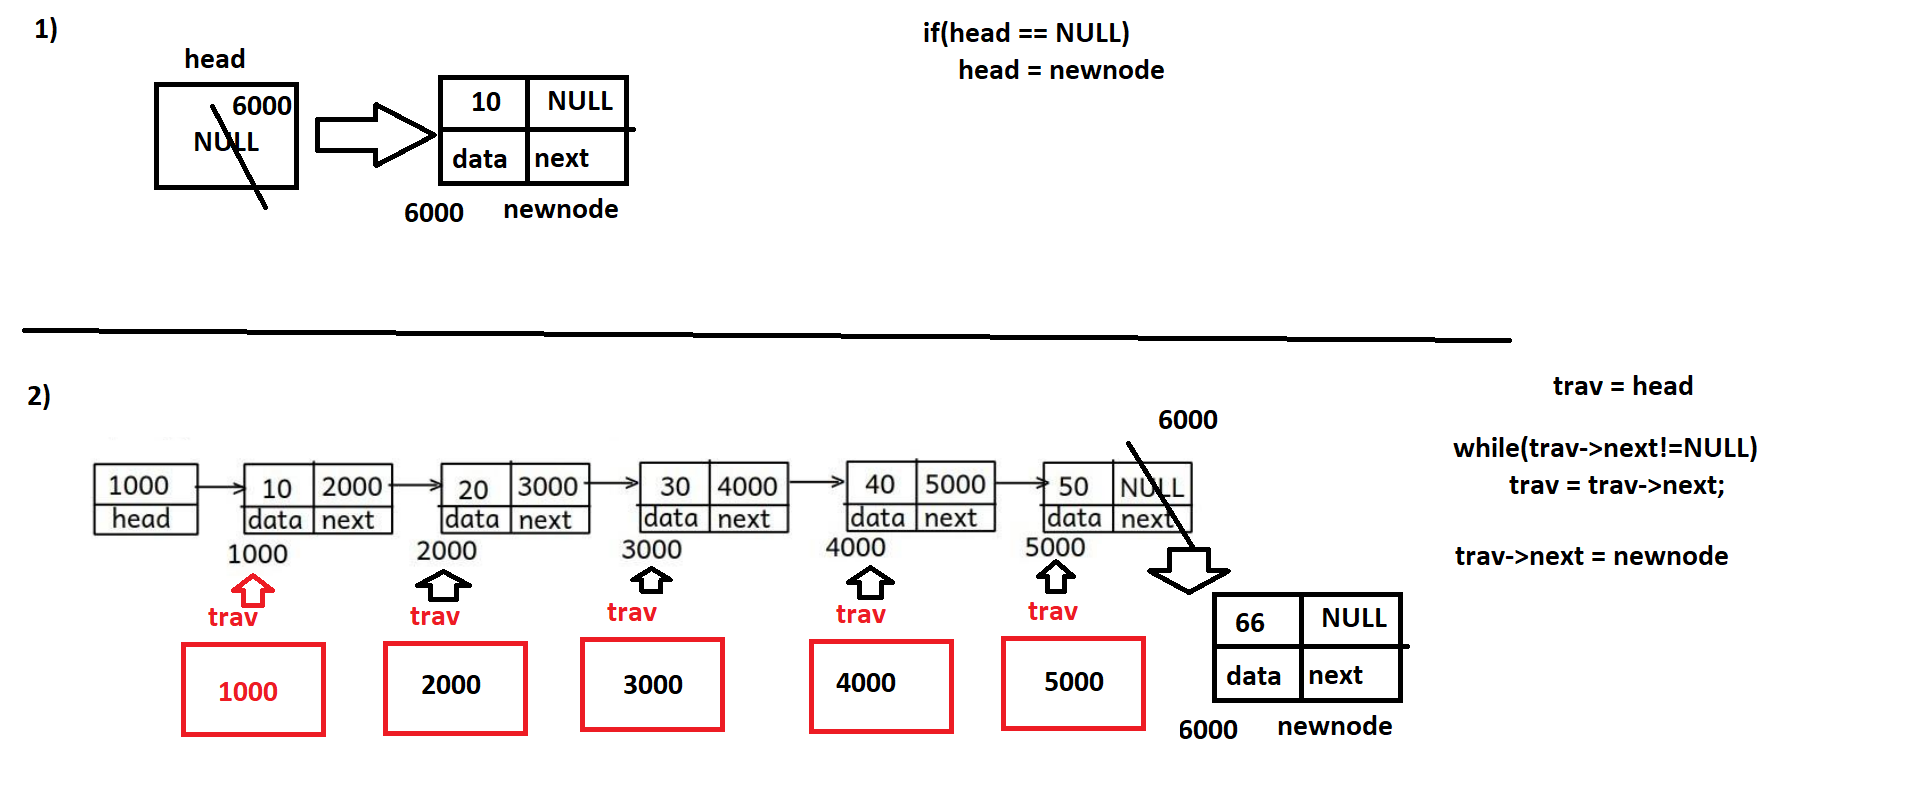 1)
if(head == NULL)
head = newnode
head
6000
NULL
10 NULL
data next
6000 newnode
2)
trav = head
while(trav->next!=NULL)
trav = trav->next;
trav->next = newnode
6000
1000 10 2000 20 3000 30 4000 40 5000 50 NULL
head data next data next data next data next data next
1000 2000 3000 4000 5000
trav trav trav trav trav
1000 2000 3000 4000 5000
66 NULL
data next
6000 newnode